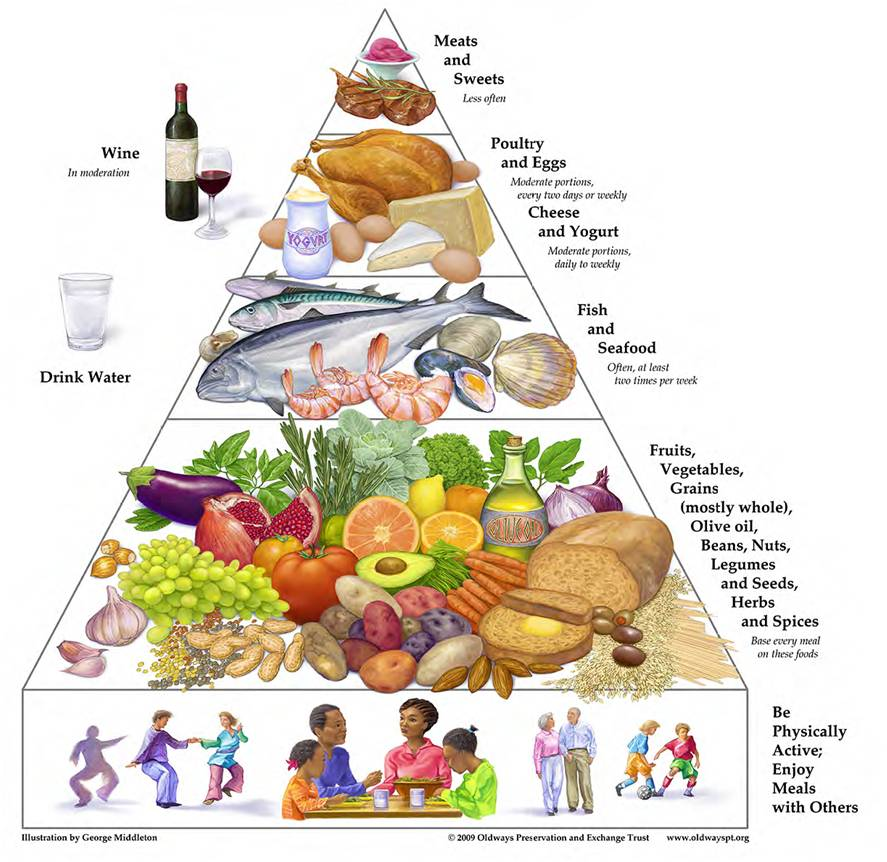 Meats
and
Sweets
Less often
Wine
In moderation
Poultry
and Eggs
Moderate portions,
every two days or weekly
Cheese
and Yogurt
Moderate portions,
daily to weekly
YOGURT
Drink Water
Fish
and
Seafood
Often, at least
two times per week
Fruits,
Vegetables,
Grains
(mostly whole),
Olive oil,
Beans, Nuts,
Legumes
and Seeds,
Herbs
and Spices
Base every meal
on these foods
OLIVE OIL
Be
Physically
Active;
Enjoy
Meals
with Others
Illustration by George Middleton
© 2009 Oldways Preservation and Exchange Trust
www.oldwayspt.org